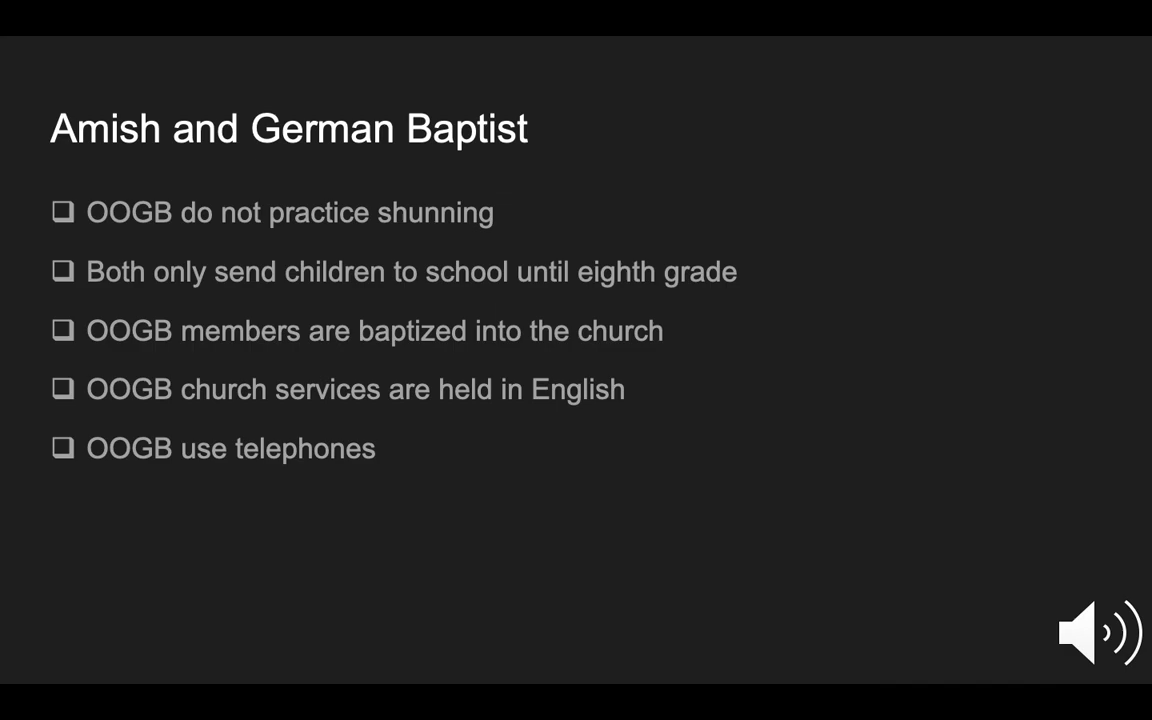 Amish and German Baptist
❑ OOGB do not practice shunning
❑ Both only send children to school until eighth grade
❑ OOGB members are baptized into the church
❑ OOGB church services are held in English
❑ OOGB use telephones